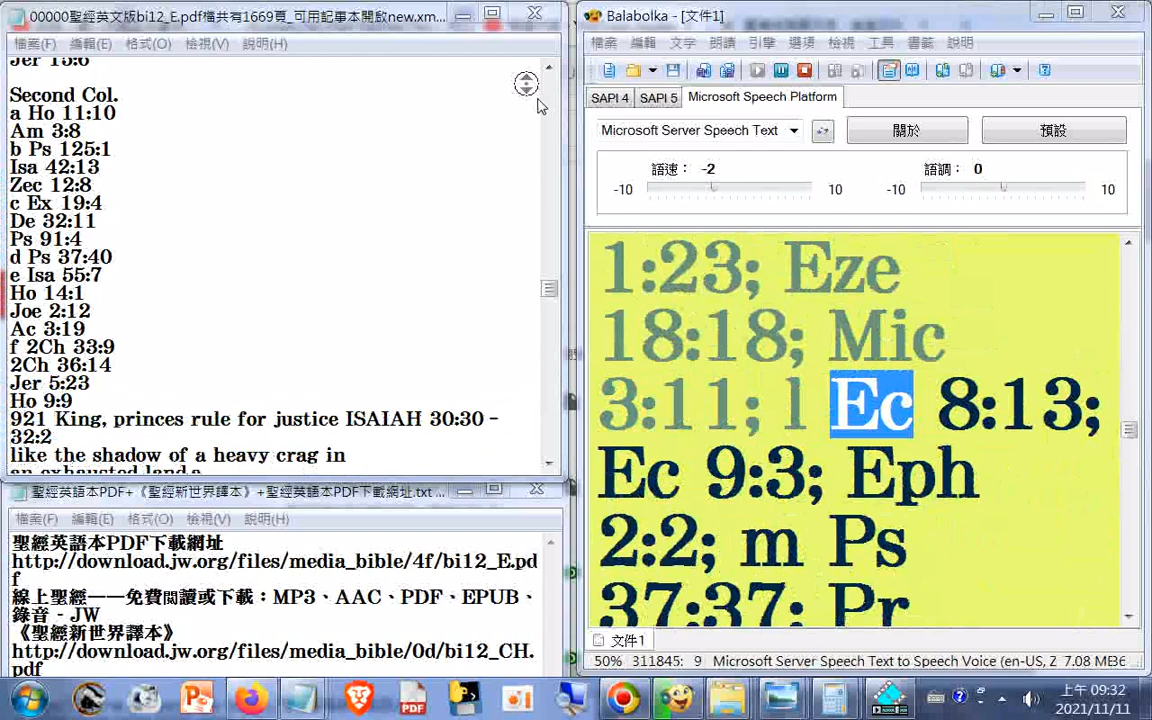 00000聖經英文版bi12_E.pdf檔共有1669頁_可用記事本開啟new.xm...
檔案(F) 編輯(E) 格式(O) 檢視(V) 說明(H)
Jer 15:6
Second Col.
a Ho 11:10
Am 3:8
b Ps 125:1
Isa 42:13
Zec 12:8
c Ex 19:4
De 32:11
Ps 91:4
d Ps 37:40
e Isa 55:7
Ho 14:1
Joe 2:12
Ac 3:19
f 2Ch 33:9
2Ch 36:14
Jer 5:23
Ho 9:9
921 King, princes rule for justice ISAIAH 30:30 –
32:2
like the shadow of a heavy crag in
an exhausted land.a
聖經英語本PDF+《聖經新世界譯本》+聖經英語本PDF下載網址.txt ...
檔案(F) 編輯(E) 格式(O) 檢視(V) 說明(H)
聖經英語本PDF下載網址
http://download.jw.org/files/media_bible/4f/bi12_E.pd
f
線上聖經——免費閱讀或下載：MP3、AAC、PDF、EPUB、
錄音 - JW
《聖經新世界譯本》
http://download.jw.org/files/media_bible/0d/bi12_CH.
pdf
Balabolka - [文件1]
檔案 編輯 文字 朗讀 引擎 選項 檢視 工具 書籤 說明
SAPI 4 SAPI 5 Microsoft Speech Platform
Microsoft Server Speech Text 關於 預設
語速： -2 語調： 0
-10 10 -10 10
1:23; Eze
18:18; Mic
3:11; l Ec 8:13;
Ec 9:3; Eph
2:2; m Ps
37:37; Pr
文件1
50% 311845: 9 Microsoft Server Speech Text to Speech Voice (en-US, Z 7.08 MB
上午 09:32
2021/11/11